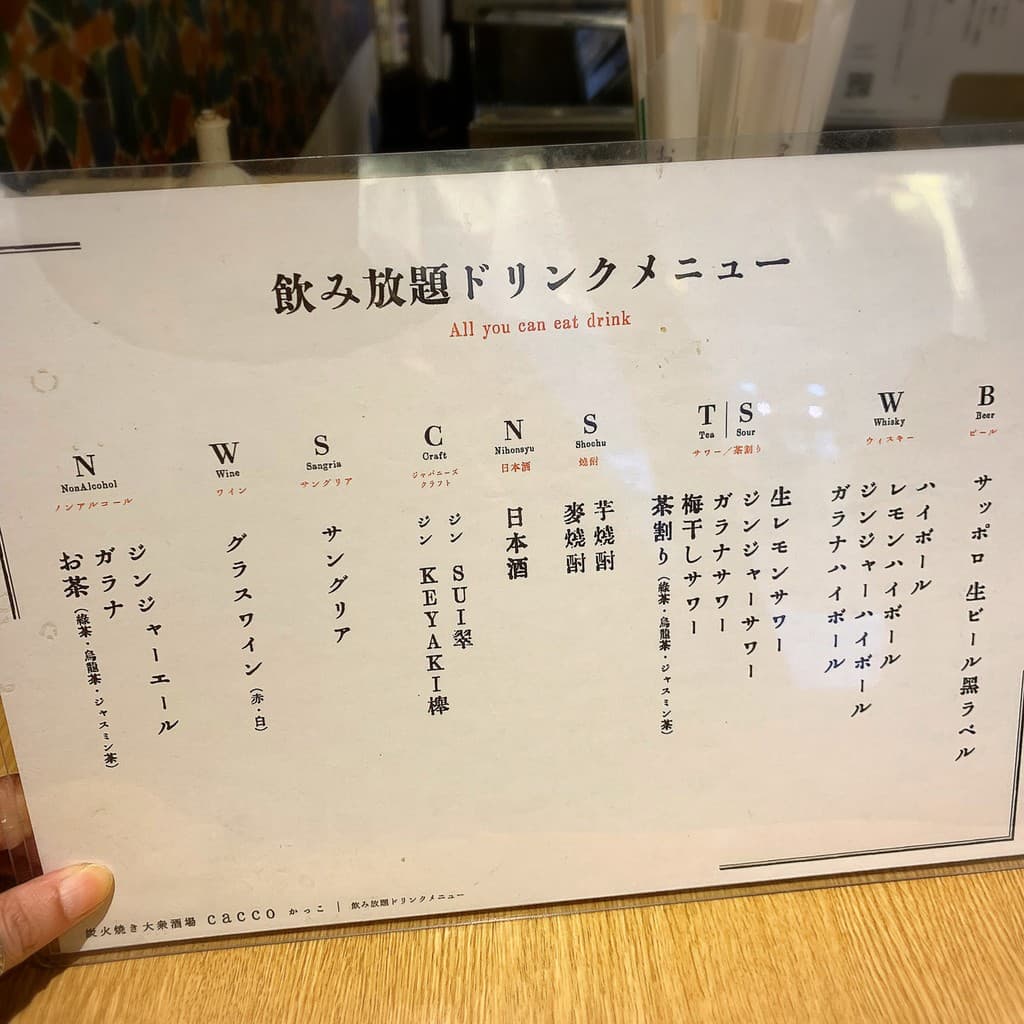 飲み放題ドリンクメニュー
All you can eat drink
B
Beer
ビール
サッポロ 生ビール黒ラベル
W
Whisky
ウィスキー
ハイボール
レモンハイボール
ジンジャーハイボール
ガラナハイボール
T | S
Tea Sour
サワー/茶割り
生レモンサワー
ジンジャーサワー
ガラナサワー
梅干しサワー
茶割り(緑茶・烏龍茶・ジャスミン茶)
S
Shochu
焼酎
芋焼酎
麦焼酎
N
Nihonsyu
日本酒
日本酒
C
Craft
ジャパニーズ
クラフト
ジン SUI翠
ジン KEYAKI欅
S
Sangria
サングリア
サングリア
W
Wine
ワイン
グラスワイン(赤・白)
N
NonAlcohol
ノンアルコール
ジンジャーエール
ガラナ
お茶(緑茶・烏龍茶・ジャスミン茶)
炭火焼き大衆酒場 cacco かっこ | 飲み放題ドリンクメニュー